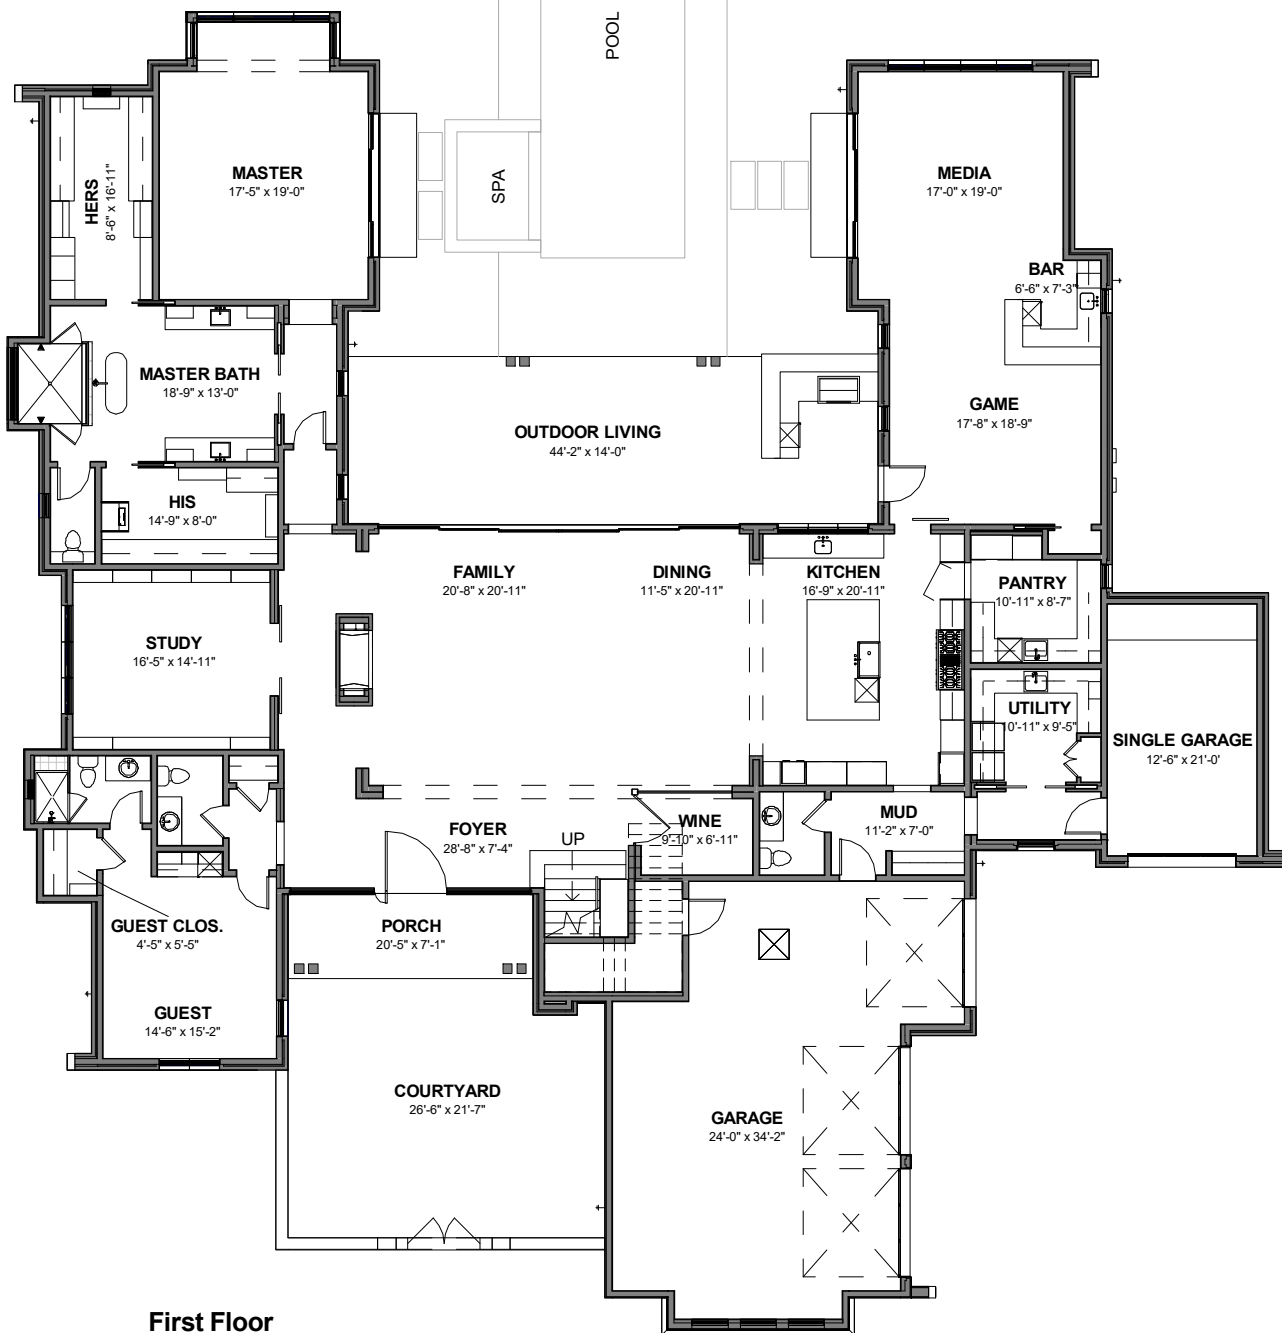 POOL
SPA
MASTER
17'-5" x 19'-0"
HERS
8'-6" x 16'-11"
MEDIA
17'-0" x 19'-0"
BAR
6'-6" x 7'-3"
MASTER BATH
18'-9" x 13'-0"
OUTDOOR LIVING
44'-2" x 14'-0"
GAME
17'-8" x 18'-9"
HIS
14'-9" x 8'-0"
FAMILY
20'-8" x 20'-11"
DINING
11'-5" x 20'-11"
KITCHEN
16'-9" x 20'-11"
PANTRY
10'-11" x 8'-7"
STUDY
16'-5" x 14'-11"
UTILITY
10'-11" x 9'-5"
SINGLE GARAGE
12'-6" x 21'-0'
FOYER
28'-8" x 7'-4"
UP
WINE
9'-10" x 6'-11"
MUD
11'-2" x 7'-0"
GUEST CLOS.
4'-5" x 5'-5"
PORCH
20'-5" x 7'-1"
GUEST
14'-6" x 15'-2"
COURTYARD
26'-6" x 21'-7"
GARAGE
24'-0" x 34'-2"
First Floor